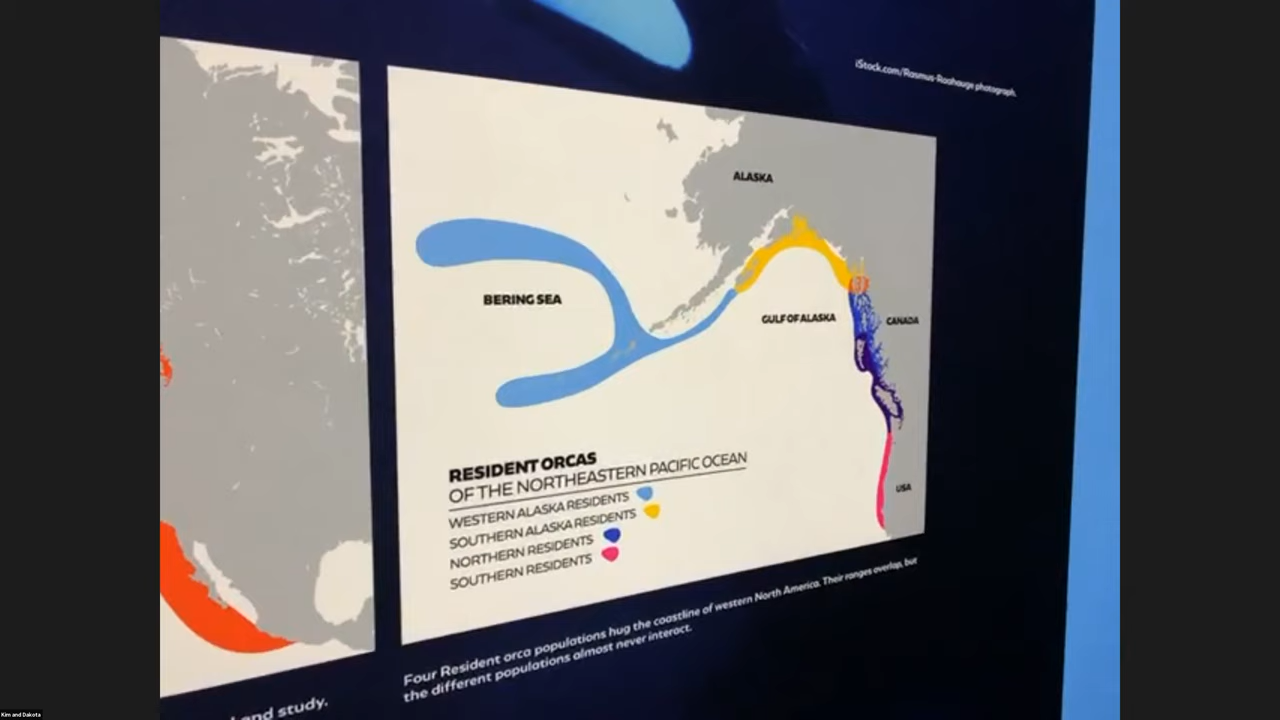 iStock.com/Rasmus-Raahauge photograph.
ALASKA
BERING SEA
GULF OF ALASKA
CANADA
USA
RESIDENT ORCAS
OF THE NORTHEASTERN PACIFIC OCEAN
WESTERN ALASKA RESIDENTS
SOUTHERN ALASKA RESIDENTS
NORTHERN RESIDENTS
SOUTHERN RESIDENTS
Four Resident orca populations hug the coastline of western North America. Their ranges overlap, but
the different populations almost never interact.
and study.
Kim and Dakota